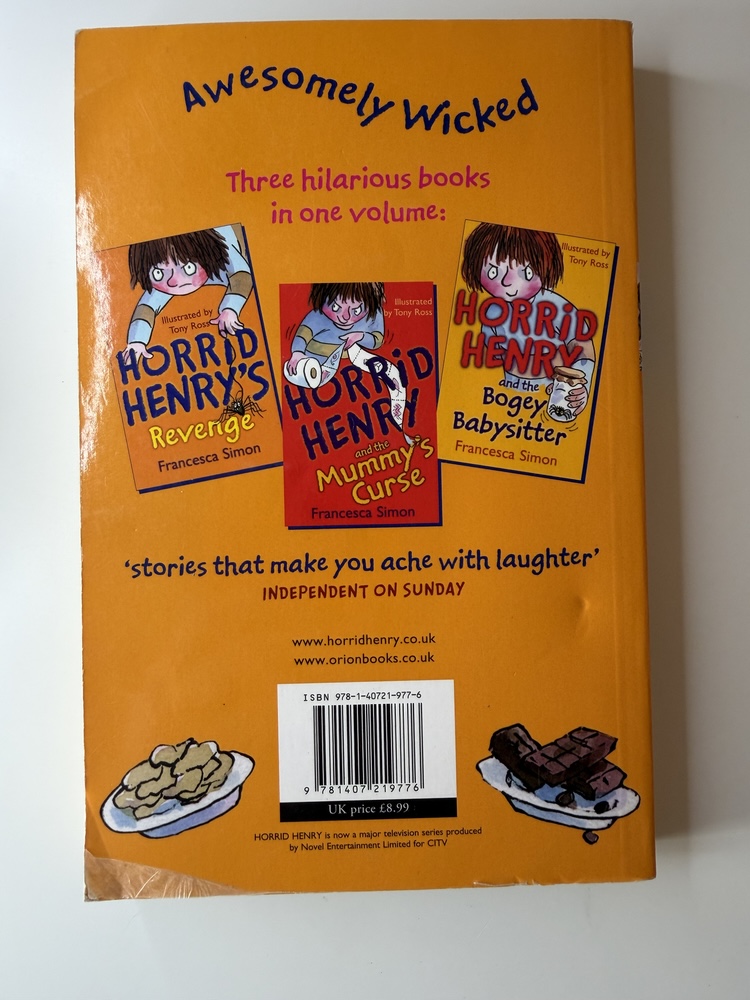 Awesomely Wicked
Three hilarious books
in one volume:
Illustrated by
Tony Ross
HORRID
HENRY'S
Revenge
Francesca Simon
Illustrated
by Tony Ross
HORRID
HENRY
and the
Mummy's
Curse
Francesca Simon
Illustrated by
Tony Ross
HORRID
HENRY
and the
Bogey
Babysitter
Francesca Simon
'stories that make you ache with laughter'
INDEPENDENT ON SUNDAY
www.horridhenry.co.uk
www.orionbooks.co.uk
ISBN 978-1-40721-977-6
9 781407 219776
UK price £8.99
HORRID HENRY is now a major television series produced
by Novel Entertainment Limited for CITV